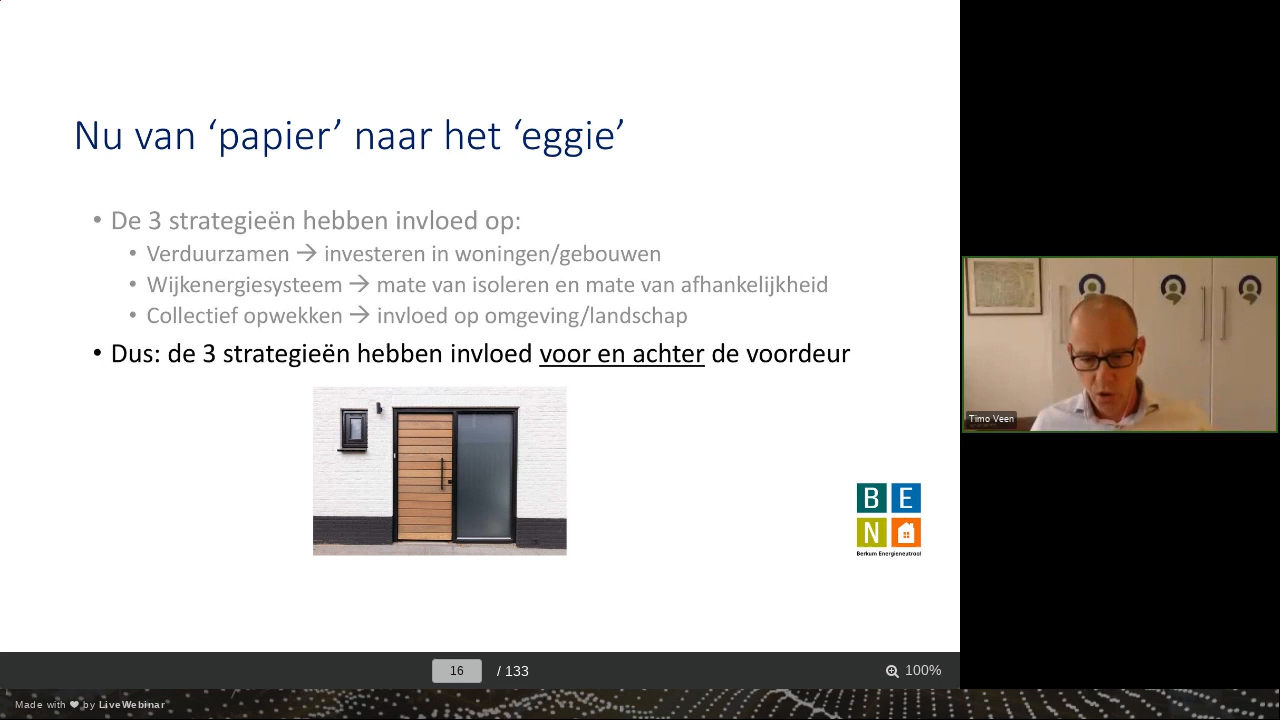 Nu van ‘papier’ naar het ‘eggie’
• De 3 strategieën hebben invloed op:
• Verduurzamen → investeren in woningen/gebouwen
• Wijkenergiesysteem → mate van isoleren en mate van afhankelijkheid
• Collectief opwekken → invloed op omgeving/landschap
• Dus: de 3 strategieën hebben invloed voor en achter de voordeur
B E
N
Berkum Energieneutraal
Timo Veen
16 / 133
100%
Made with ❤ by LiveWebinar